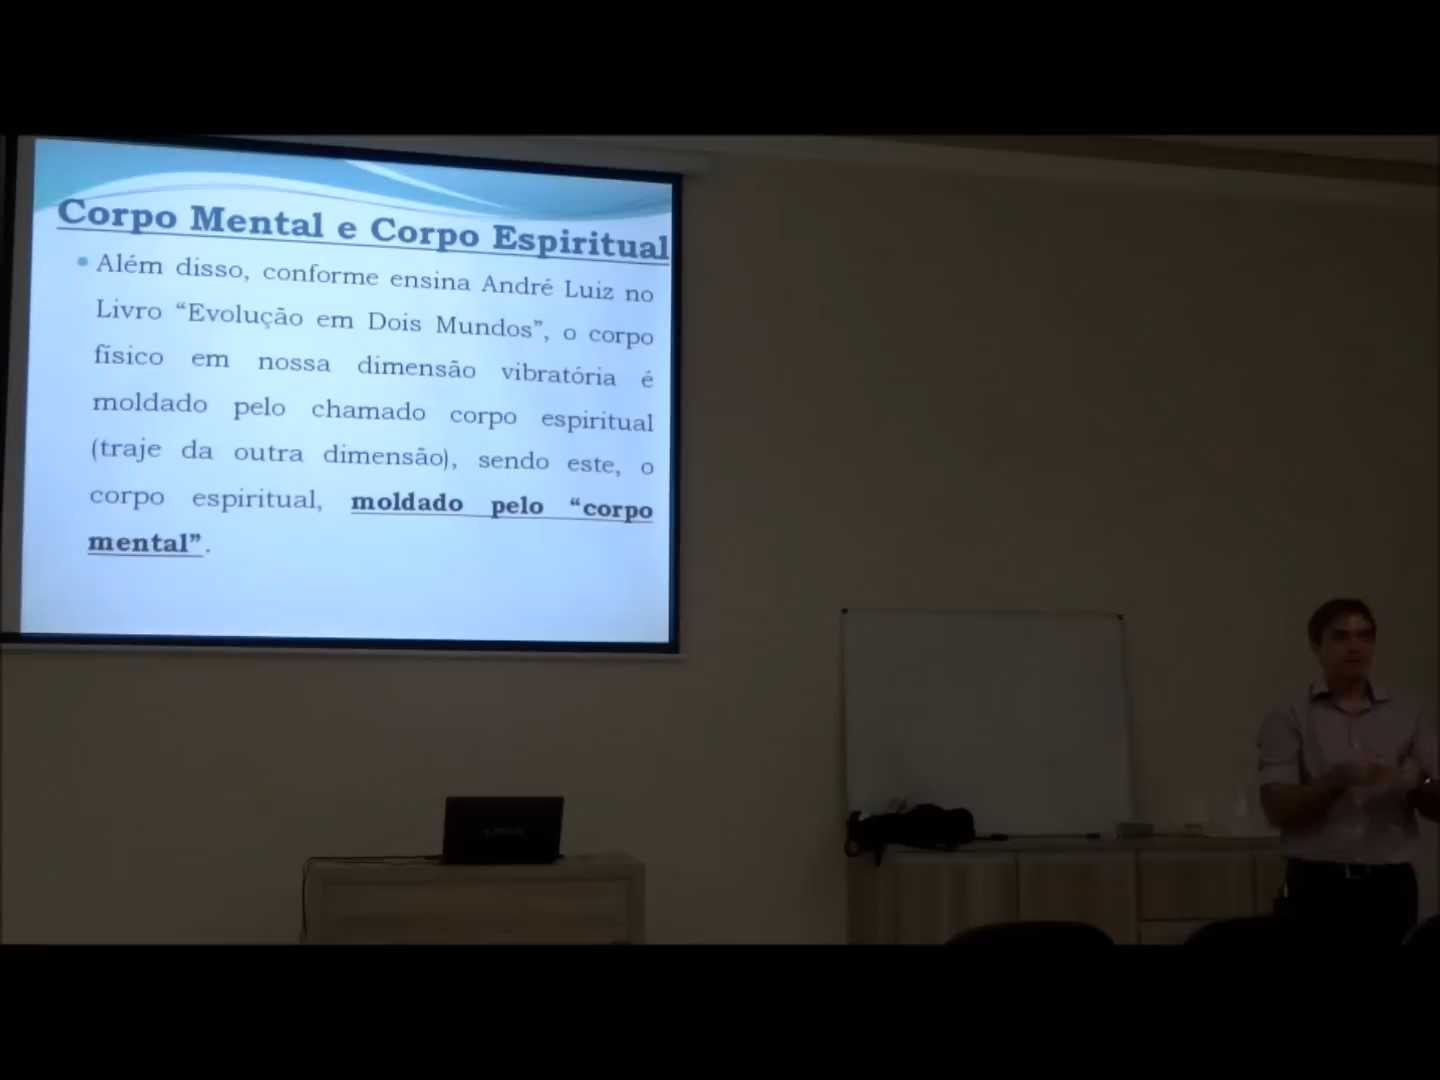 Corpo Mental e Corpo Espiritual
Além disso, conforme ensina André Luiz no
Livro “Evolução em Dois Mundos”, o corpo
físico em nossa dimensão vibratória é
moldado pelo chamado corpo espiritual
(traje da outra dimensão), sendo este, o
corpo espiritual, moldado pelo “corpo
mental”.